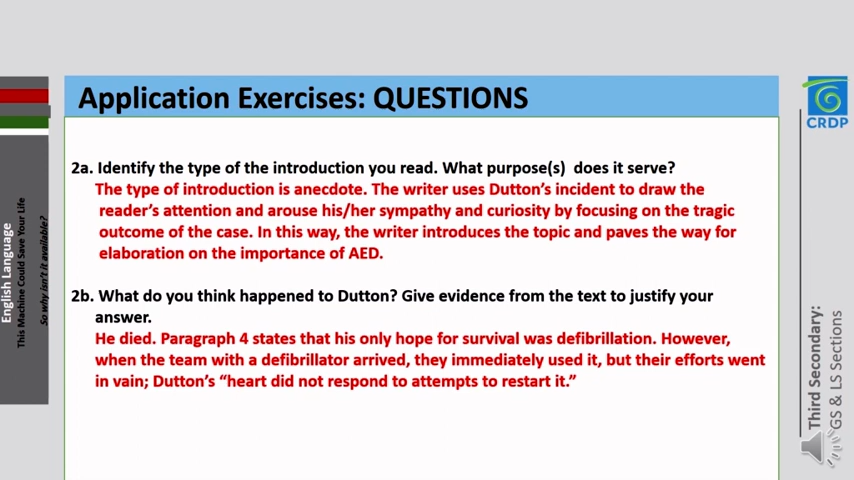 Application Exercises: QUESTIONS
CRDP
2a. Identify the type of the introduction you read. What purpose(s) does it serve?
The type of introduction is anecdote. The writer uses Dutton’s incident to draw the
reader’s attention and arouse his/her sympathy and curiosity by focusing on the tragic
outcome of the case. In this way, the writer introduces the topic and paves the way for
elaboration on the importance of AED.
2b. What do you think happened to Dutton? Give evidence from the text to justify your
answer.
He died. Paragraph 4 states that his only hope for survival was defibrillation. However,
when the team with a defibrillator arrived, they immediately used it, but their efforts went
in vain; Dutton’s “heart did not respond to attempts to restart it.”
English Language
This Machine Could Save Your Life
So why isn’t it available?
Third Secondary:
GS & LS Sections